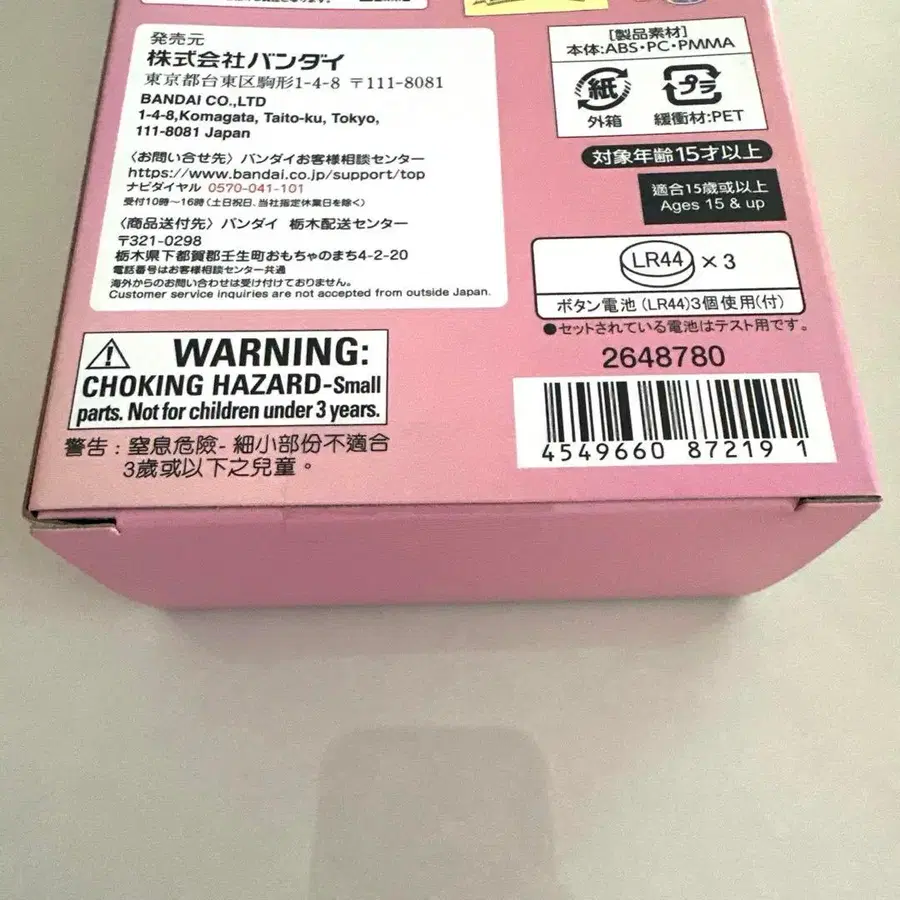 発売元
株式会社バンダイ
東京都台東区駒形1-4-8 〒111-8081
BANDAI CO.,LTD
1-4-8,Komagata, Taito-ku, Tokyo,
111-8081 Japan
〈お問い合せ先〉バンダイお客様相談センター
https://www.bandai.co.jp/support/top
ナビダイヤル 0570-041-101
受付10時～16時(土日祝日、当社指定休業日を除く)
〈商品送付先〉バンダイ 栃木配送センター
〒321-0298
栃木県下都賀郡壬生町おもちゃのまち4-2-20
電話番号はお客様相談センター共通
海外からのお問い合わせは受け付けておりません。
Customer service inquiries are not accepted from outside Japan.
WARNING:
CHOKING HAZARD-Small
parts. Not for children under 3 years.
警告：窒息危險- 細小部份不適合
3歲或以下之兒童。
[製品素材]
本体:ABS・PC・PMMA
紙
プラ
外箱
緩衝材:PET
対象年齢15才以上
適合15歳或以上
Ages 15 & up
LR44 ×3
ボタン電池(LR44)3個使用(付)
●セットされている電池はテスト用です。
2648780
4549660 87219 1